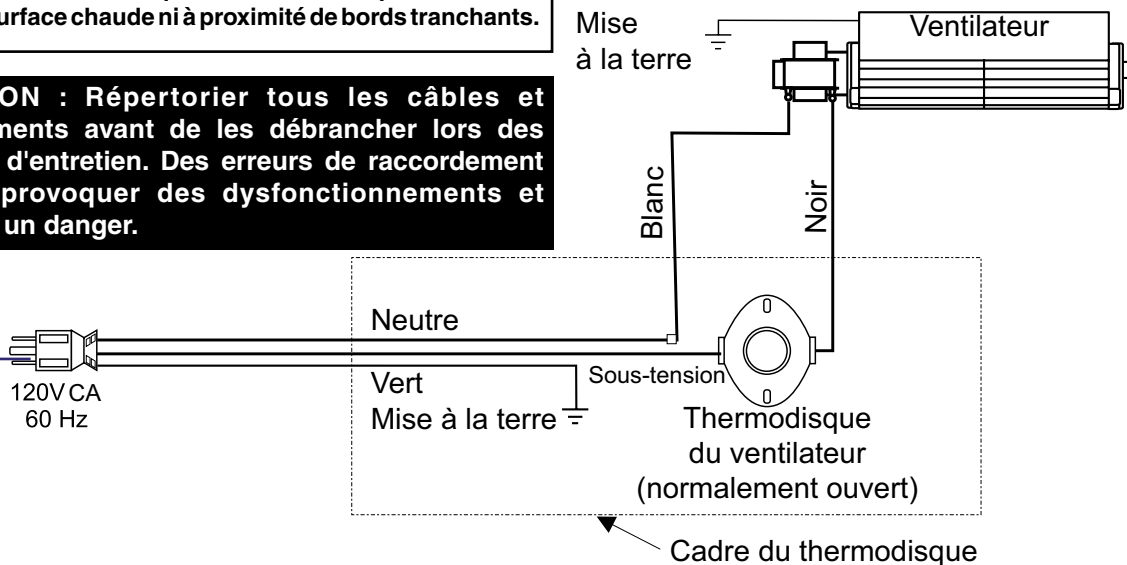 urface chaude ni à proximité de bords tranchants.
ON : Répertorier tous les câbles et
ments avant de les débrancher lors des
d'entretien. Des erreurs de raccordement
provoquer des dysfonctionnements et
un danger.
Mise
à la terre
Ventilateur
Blanc
Noir
Neutre
120V CA
60 Hz
Vert
Mise à la terre
Sous-tension
Thermodisque
du ventilateur
(normalement ouvert)
Cadre du thermodisque